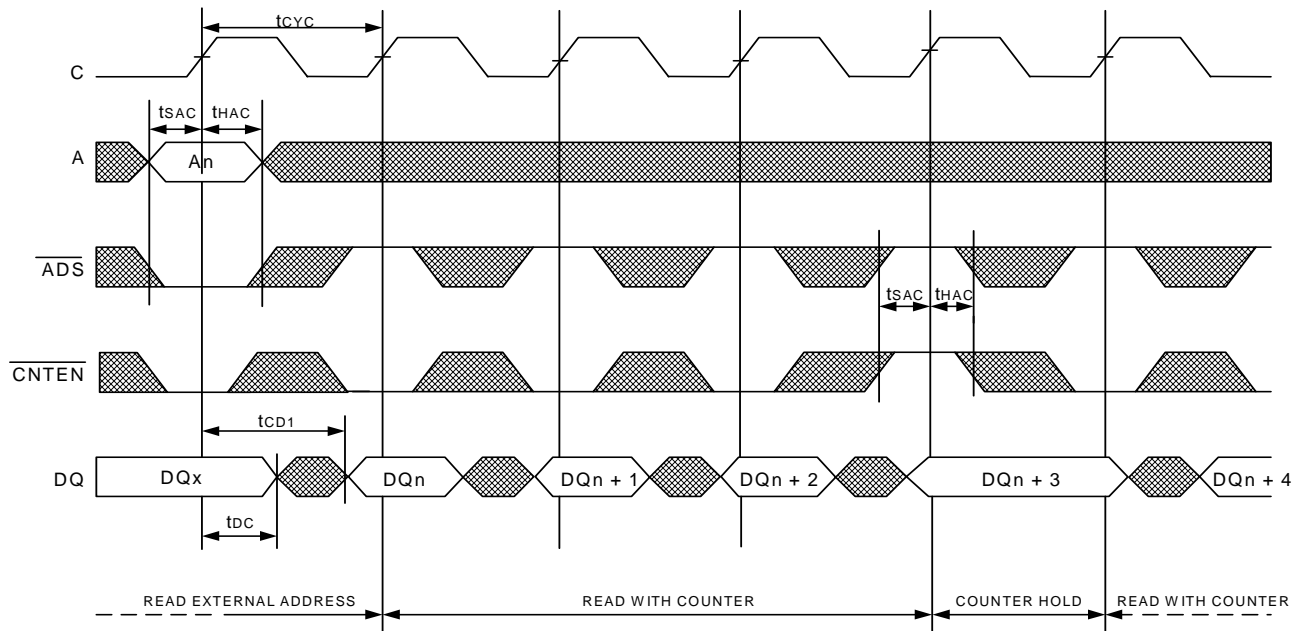 tCYC
C
tSAC tHAC
A An
ADS
tSAC tHAC
CNTEN
tCD1
DQ DQx DQn DQn + 1 DQn + 2 DQn + 3 DQn + 4
tDC
READ EXTERNAL ADDRESS READ WITH COUNTER COUNTER HOLD READ WITH COUNTER